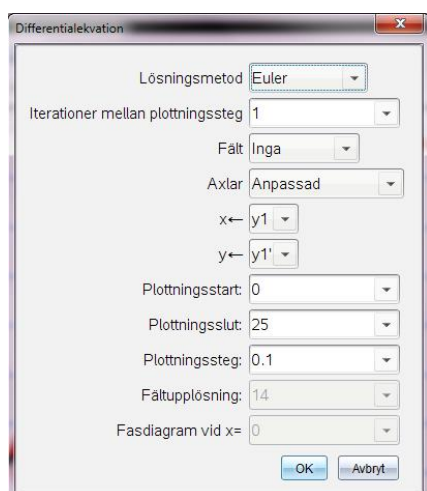 Differentialekvation
Lösningsmetod Euler
Iterationer mellan plottningssteg 1
Fält Inga
Axlar Anpassad
x← y1
y← y1'
Plottningsstart: 0
Plottningsslut: 25
Plottningssteg: 0.1
Fältupplösning: 14
Fasdiagram vid x= 0
OK Avbryt